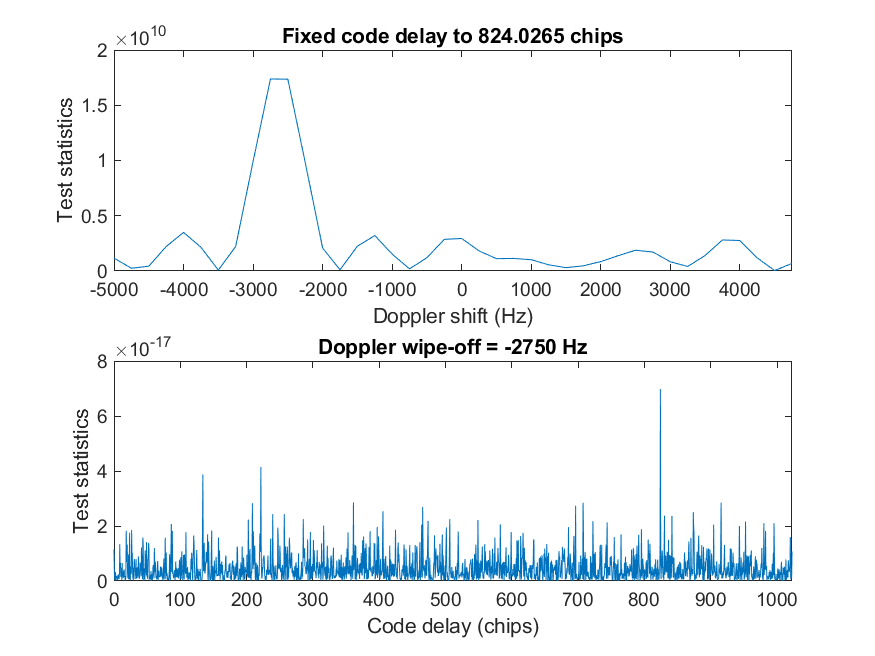 Fixed code delay to 824.0265 chips
×10^10
2
1.5
1
0.5
0
Test statistics
-5000 -4000 -3000 -2000 -1000 0 1000 2000 3000 4000
Doppler shift (Hz)
Doppler wipe-off = -2750 Hz
×10^-17
8
6
4
2
0
Test statistics
0 100 200 300 400 500 600 700 800 900 1000
Code delay (chips)